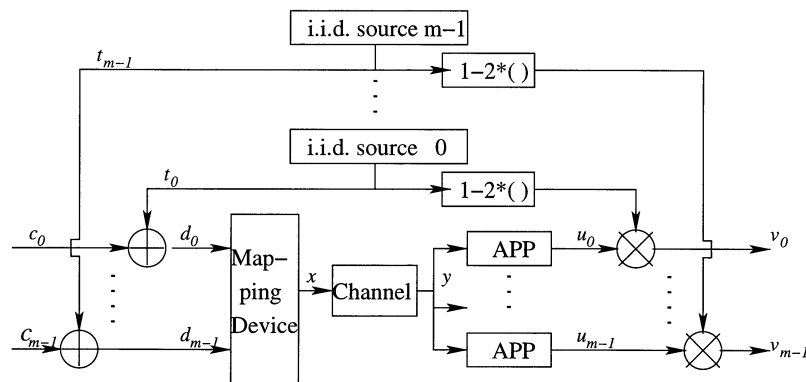 i.i.d. source m−1
t_{m−1}
1−2*( )
i.i.d. source 0
t_0
1−2*( )
c_0
d_0
Map−
ping
Device
x
Channel
y
APP
u_0
v_0
c_{m−1}
d_{m−1}
APP
u_{m−1}
v_{m−1}